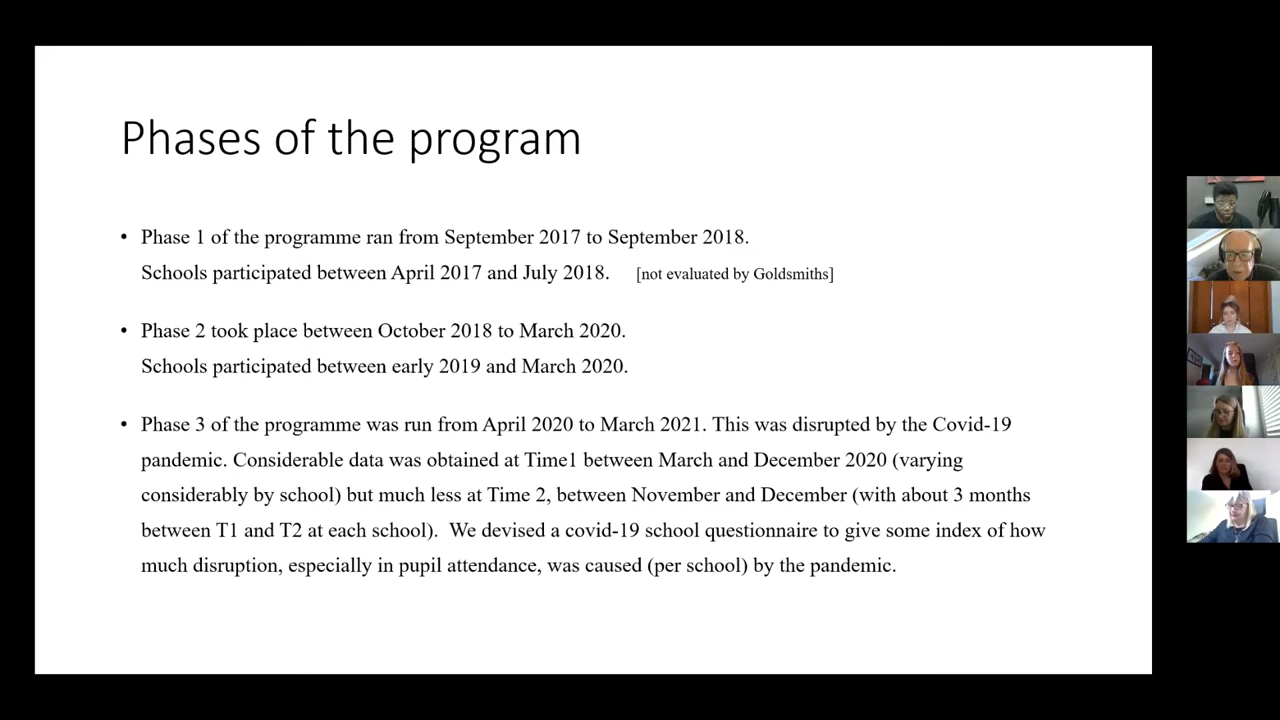 Phases of the program
• Phase 1 of the programme ran from September 2017 to September 2018.
Schools participated between April 2017 and July 2018. [not evaluated by Goldsmiths]
• Phase 2 took place between October 2018 to March 2020.
Schools participated between early 2019 and March 2020.
• Phase 3 of the programme was run from April 2020 to March 2021. This was disrupted by the Covid-19
pandemic. Considerable data was obtained at Time1 between March and December 2020 (varying
considerably by school) but much less at Time 2, between November and December (with about 3 months
between T1 and T2 at each school). We devised a covid-19 school questionnaire to give some index of how
much disruption, especially in pupil attendance, was caused (per school) by the pandemic.